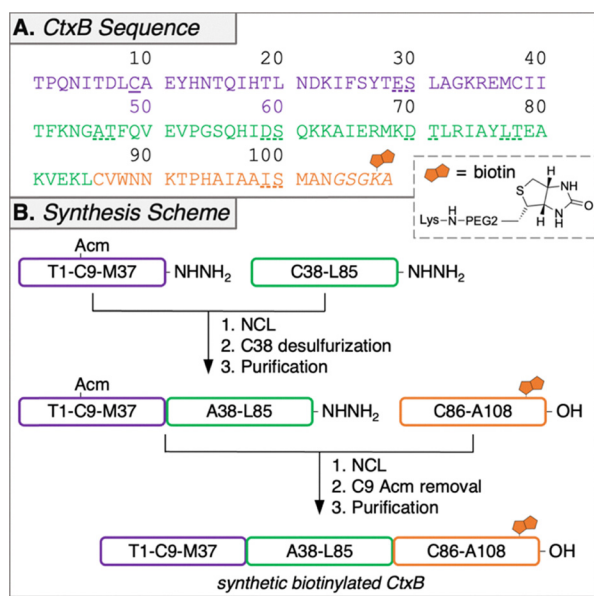 A. CtxB Sequence
10 20 30 40
TPQNITDLCA EYHNTQIHTL NDKIFSYTES LAGKREMCII
50 60 70 80
TFKNGATFQV EVPGSQHIDS QKKAIERMKD TLRIAYLTEA
90 100
KVEKLCVWNN KTPHAIAAIS MANGSGKA
= biotin
S H NH O
Lys-N-PEG2 H H N H
B. Synthesis Scheme
Acm
T1-C9-M37 NHNH₂ C38-L85 NHNH₂
1. NCL
2. C38 desulfurization
3. Purification
Acm
T1-C9-M37 A38-L85 NHNH₂ C86-A108 OH
1. NCL
2. C9 Acm removal
3. Purification
T1-C9-M37 A38-L85 C86-A108 OH
synthetic biotinylated CtxB